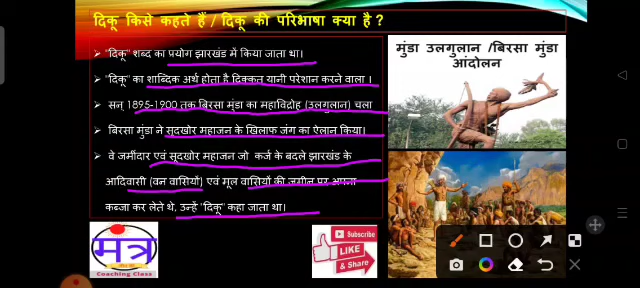 दिकू किसे कहते हैं / दिकू की परिभाषा क्या है ?
➢ "दिकू" शब्द का प्रयोग झारखंड में किया जाता था।
➢ "दिकू" का शाब्दिक अर्थ होता है दिक्कत यानी परेशान करने वाला ।
➢ सन् 1895-1900 तक बिरसा मुंडा का महाविद्रोह (उलगुलान) चला
➢ बिरसा मुंडा ने सूदखोर महाजन के खिलाफ जंग का ऐलान किया।
➢ वे जमींदार एवं सूदखोर महाजन जो कर्ज के बदले झारखंड के
आदिवासी (वन वासियों) एवं मूल वासियों की जमीन पर अपना
कब्जा कर लेते थे, उन्हें "दिकू" कहा जाता था।
मुंडा उलगुलान /बिरसा मुंडा
आंदोलन
मंत्र
Coaching Class
Subscribe
LIKE
& Share